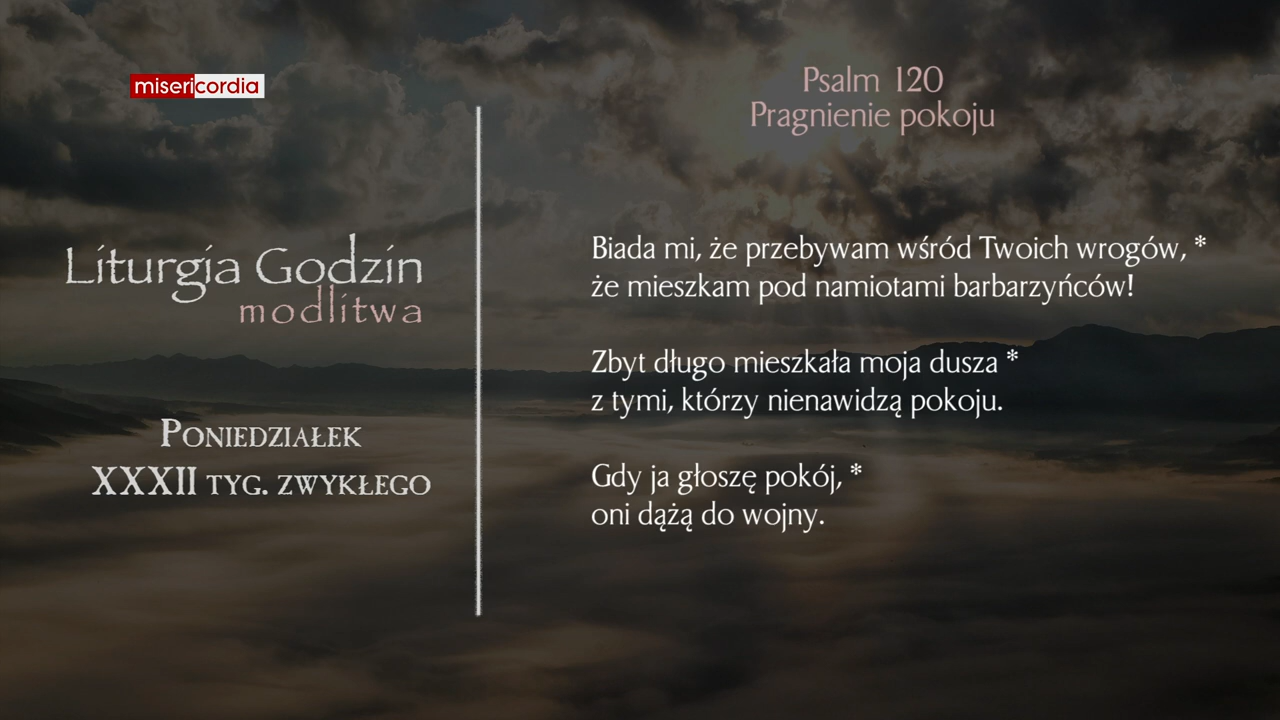 misericordia
Liturgia Godzin
modlitwa
Poniedziałek
XXXII tyg. zwykłego
Psalm 120
Pragnienie pokoju
Biada mi, że przebywam wśród Twoich wrogów, *
że mieszkam pod namiotami barbarzyńców!
Zbyt długo mieszkała moja dusza *
z tymi, którzy nienawidzą pokoju.
Gdy ja głoszę pokój, *
oni dążą do wojny.